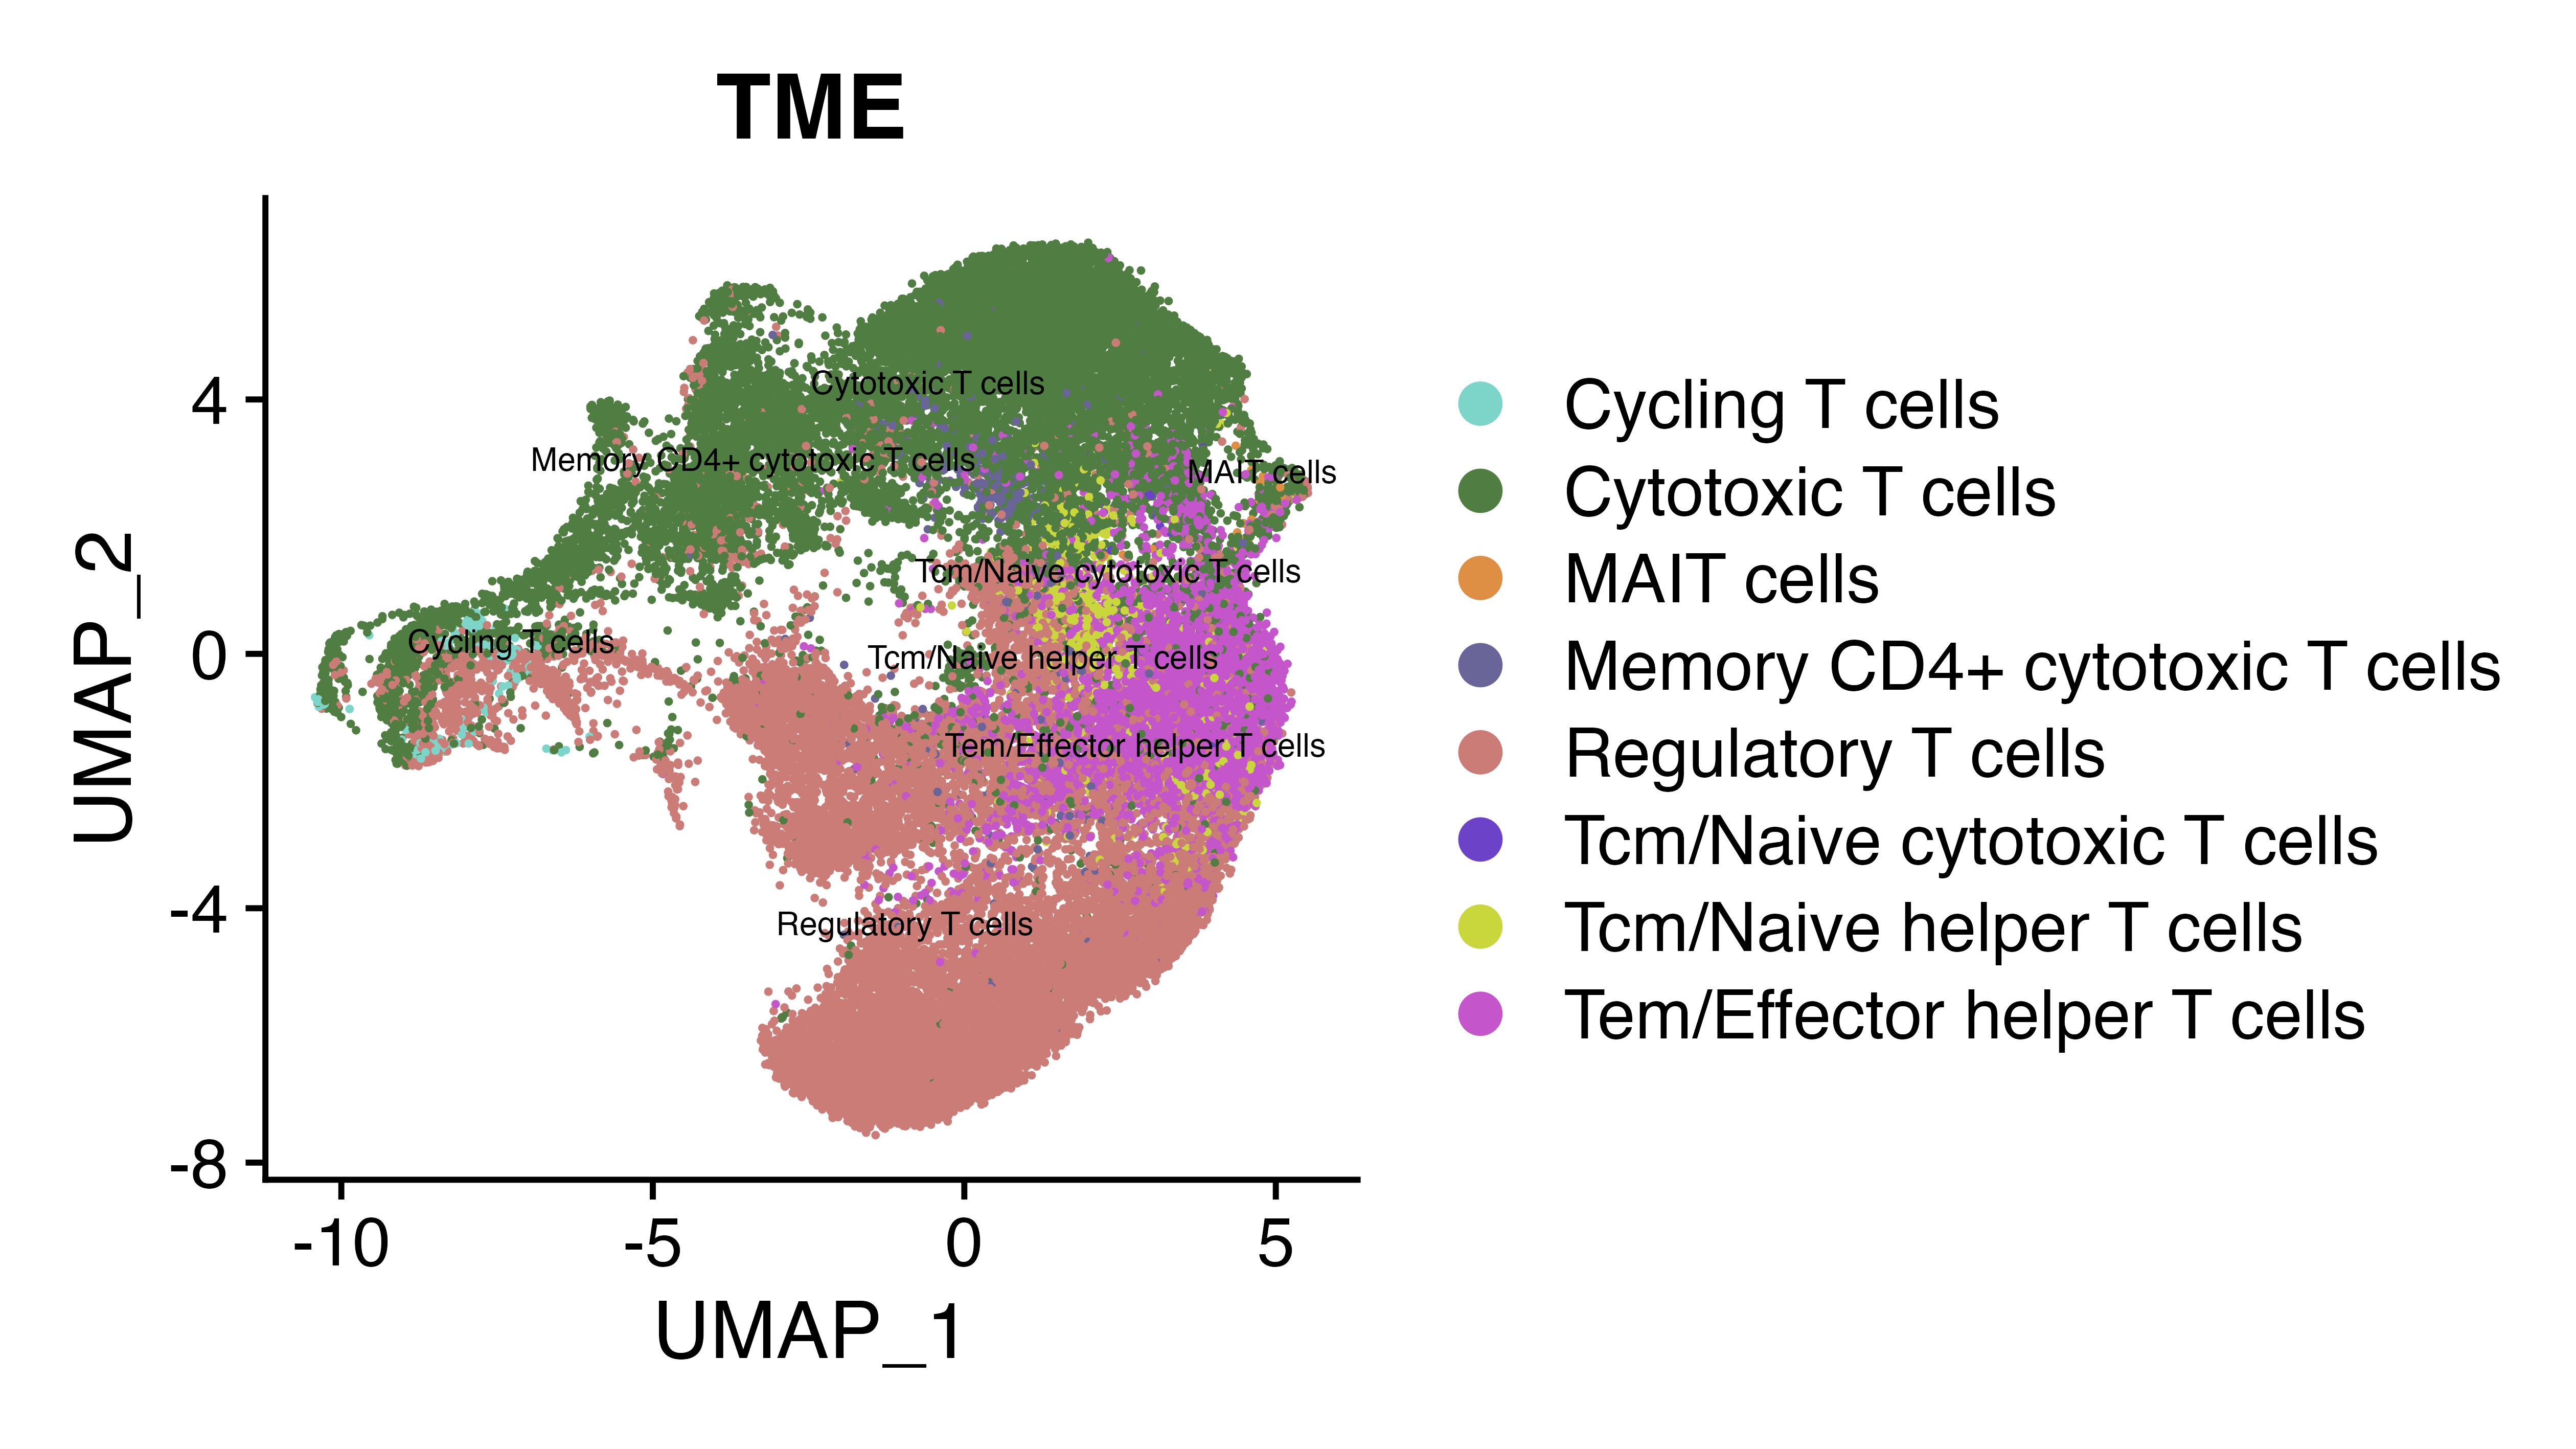 TME
UMAP_2
4
0
-4
-8
-10
-5
0
5
UMAP_1
Cytotoxic T cells
Memory CD4+ cytotoxic T cells
MAIT cells
Tcm/Naive cytotoxic T cells
Cycling T cells
Tcm/Naive helper T cells
Tem/Effector helper T cells
Regulatory T cells
Cycling T cells
Cytotoxic T cells
MAIT cells
Memory CD4+ cytotoxic T cells
Regulatory T cells
Tcm/Naive cytotoxic T cells
Tcm/Naive helper T cells
Tem/Effector helper T cells